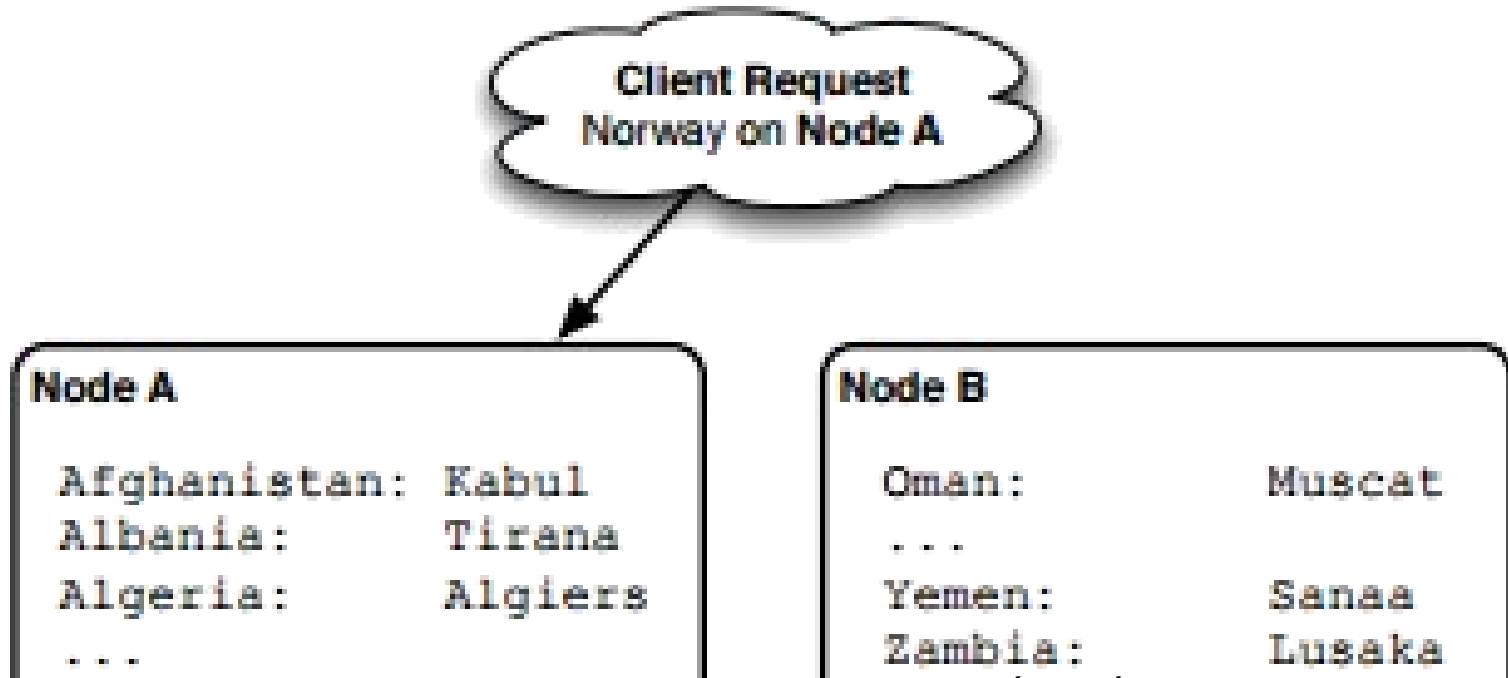 Client Request
Norway on Node A
Node A
Afghanistan: Kabul
Albania: Tirana
Algeria: Algiers
...
Node B
Oman: Muscat
...
Yemen: Sanaa
Zambia: Lusaka